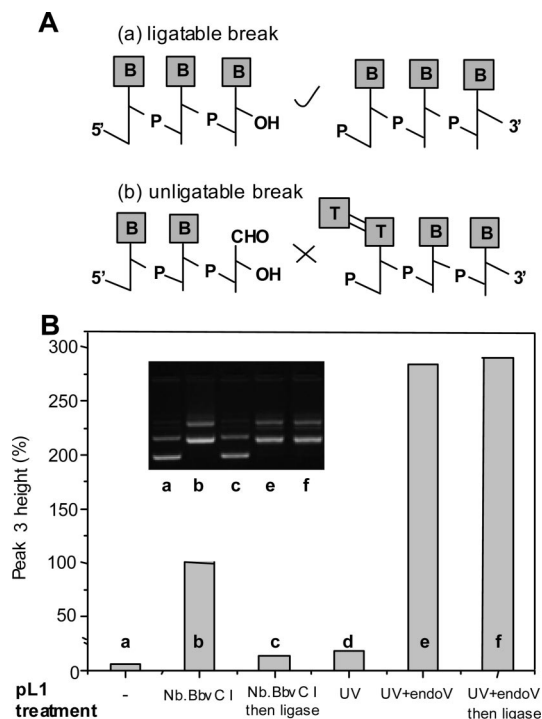 A
(a) ligatable break
B B B B B B
5' P P OH P P P 3'
(b) unligatable break
B B CHO T T B B
5' P P OH P P P 3'
B
300
250
200
150
100
50
0
Peak 3 height (%)
a b c e f
a b c d e f
pL1 treatment
-
Nb.BbvC I
Nb.BbvC I then ligase
UV
UV+endoV
UV+endoV then ligase